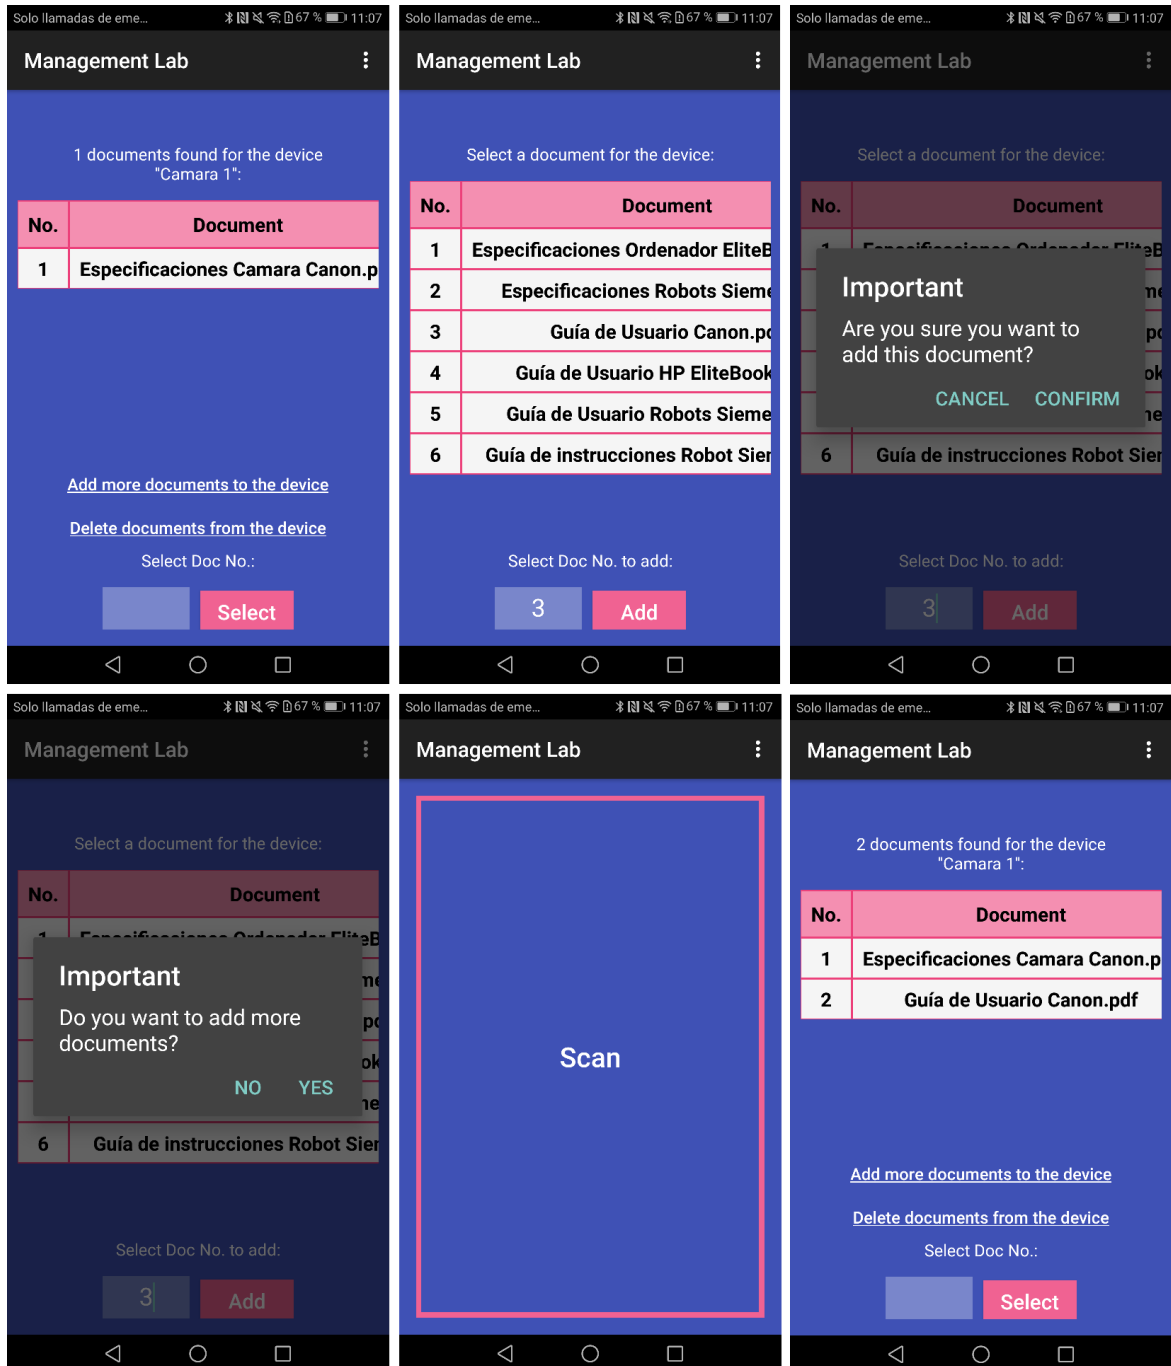 Solo llamadas de eme... 67 % 11:07
Management Lab
1 documents found for the device
"Camara 1":
No. Document
1 Especificaciones Camara Canon.p
Add more documents to the device
Delete documents from the device
Select Doc No.:
Select
Solo llamadas de eme... 67 % 11:07
Management Lab
Select a document for the device:
No. Document
1 Especificaciones Ordenador EliteB
2 Especificaciones Robots Sieme
3 Guía de Usuario Canon.pd
4 Guía de Usuario HP EliteBook
5 Guía de Usuario Robots Sieme
6 Guía de instrucciones Robot Sier
Select Doc No. to add:
3 Add
Solo llamadas de eme... 67 % 11:07
Management Lab
Select a document for the device:
No. Document
1 Especificaciones Ordenador EliteB
Important
Are you sure you want to
add this document?
CANCEL CONFIRM
6 Guía de instrucciones Robot Sier
Select Doc No. to add:
3 Add
Solo llamadas de eme... 67 % 11:07
Management Lab
Select a document for the device:
No. Document
1 Especificaciones Ordenador EliteB
Important
Do you want to add more
documents?
NO YES
6 Guía de instrucciones Robot Sier
Select Doc No. to add:
3 Add
Solo llamadas de eme... 67 % 11:07
Management Lab
Scan
Solo llamadas de eme... 67 % 11:07
Management Lab
2 documents found for the device
"Camara 1":
No. Document
1 Especificaciones Camara Canon.p
2 Guía de Usuario Canon.pdf
Add more documents to the device
Delete documents from the device
Select Doc No.:
Select